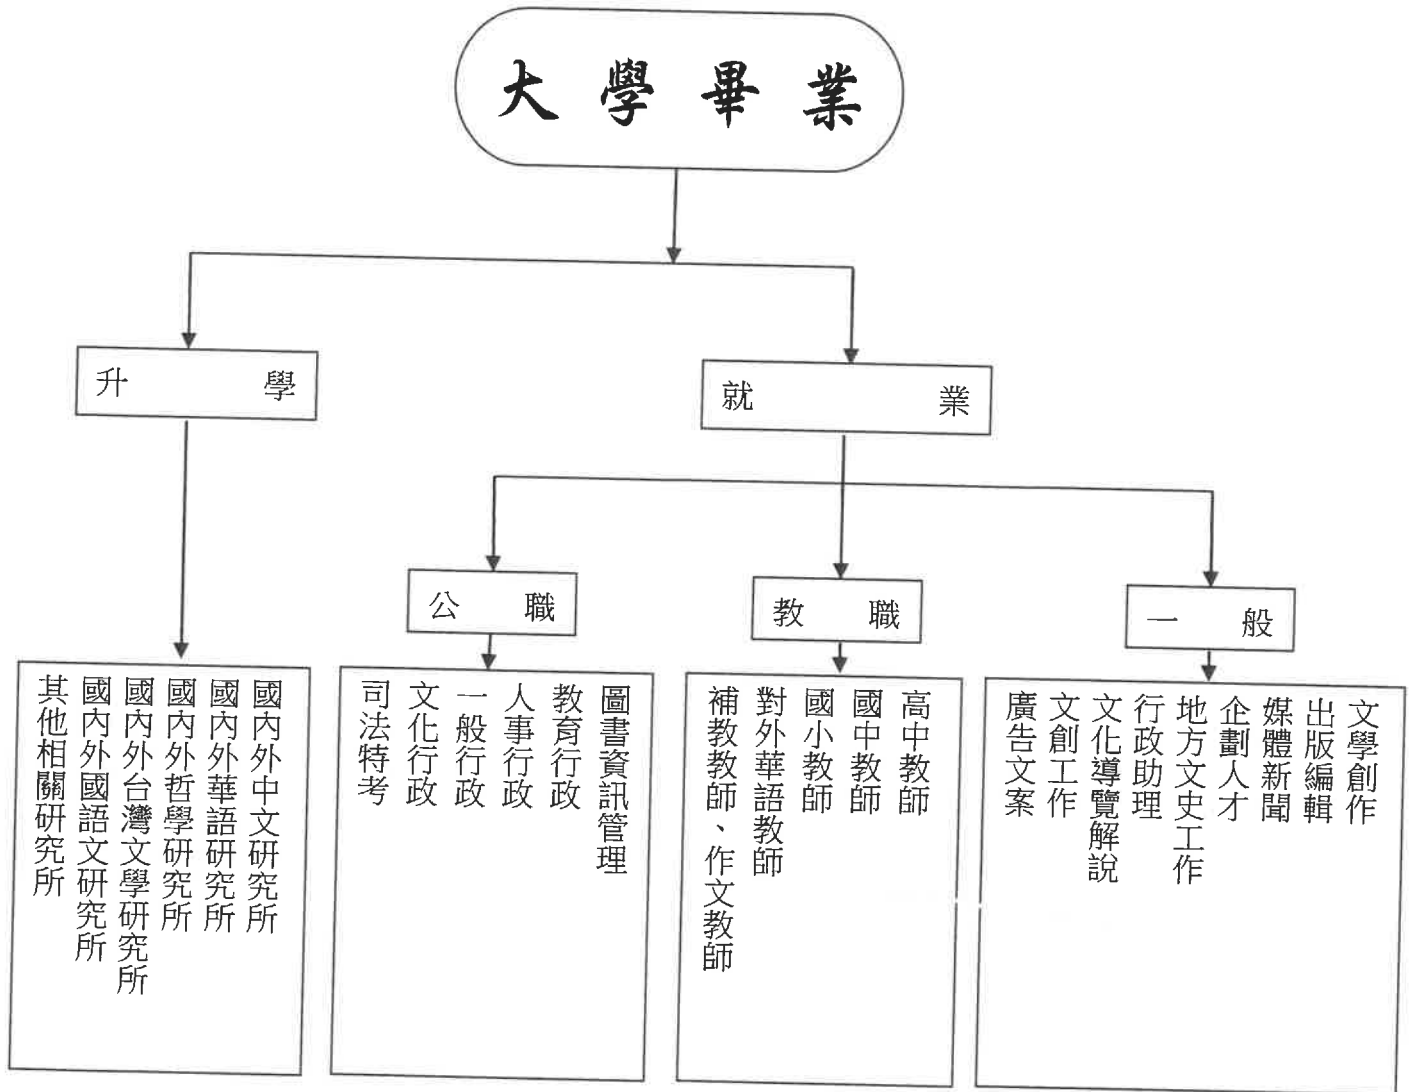 大學畢業
升學
就業
公職
教職
一般
國內外中文研究所
國內外華語研究所
國內外哲學研究所
國內外台灣文學研究所
國內外國語文研究所
其他相關研究所
圖書資訊管理
教育行政
人事行政
一般行政
文化行政
司法特考
高中教師
國中教師
國小教師
對外華語教師
補教教師、作文教師
文學創作
出版編輯
媒體新聞
企劃人才
地方文史工作
行政助理
文化導覽解說
文創工作
廣告文案